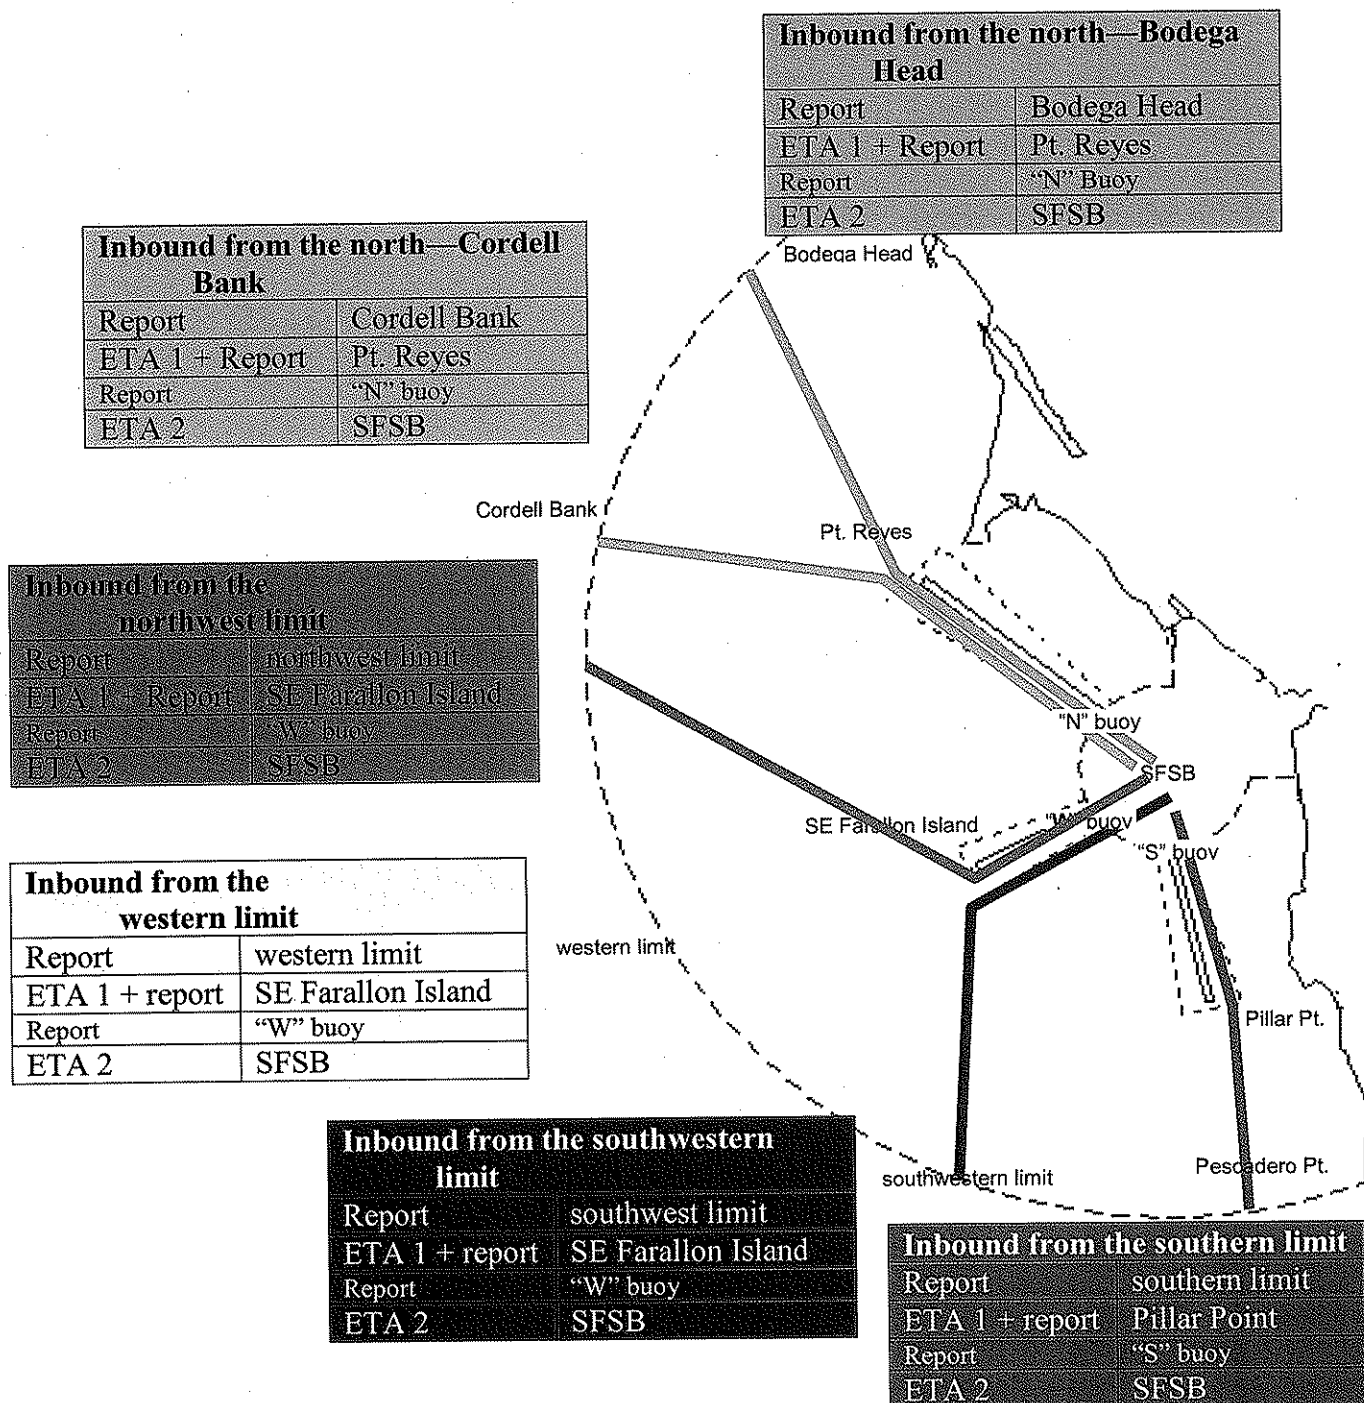 Inbound from the north—Bodega
Head
Report Bodega Head
ETA 1 + Report Pt. Reyes
Report “N” Buoy
ETA 2 SFSB
Inbound from the north—Cordell
Bank
Report Cordell Bank
ETA 1 + Report Pt. Reyes
Report “N” buoy
ETA 2 SFSB
Bodega Head
Cordell Bank
Pt. Reyes
Inbound from the
northwest limit
Report northwest limit
ETA 1 + Report SE Farallon Island
Report “W” buoy
ETA 2 SFSB
"N" buoy
SFSB
SE Farallon Island
"W" buoy
"S" buoy
Inbound from the
western limit
Report western limit
ETA 1 + report SE Farallon Island
Report “W” buoy
ETA 2 SFSB
western limit
Pillar Pt.
Inbound from the southwestern
limit
Report southwest limit
ETA 1 + report SE Farallon Island
Report “W” buoy
ETA 2 SFSB
southwestern limit
Pescadero Pt.
Inbound from the southern limit
Report southern limit
ETA 1 + report Pillar Point
Report “S” buoy
ETA 2 SFSB